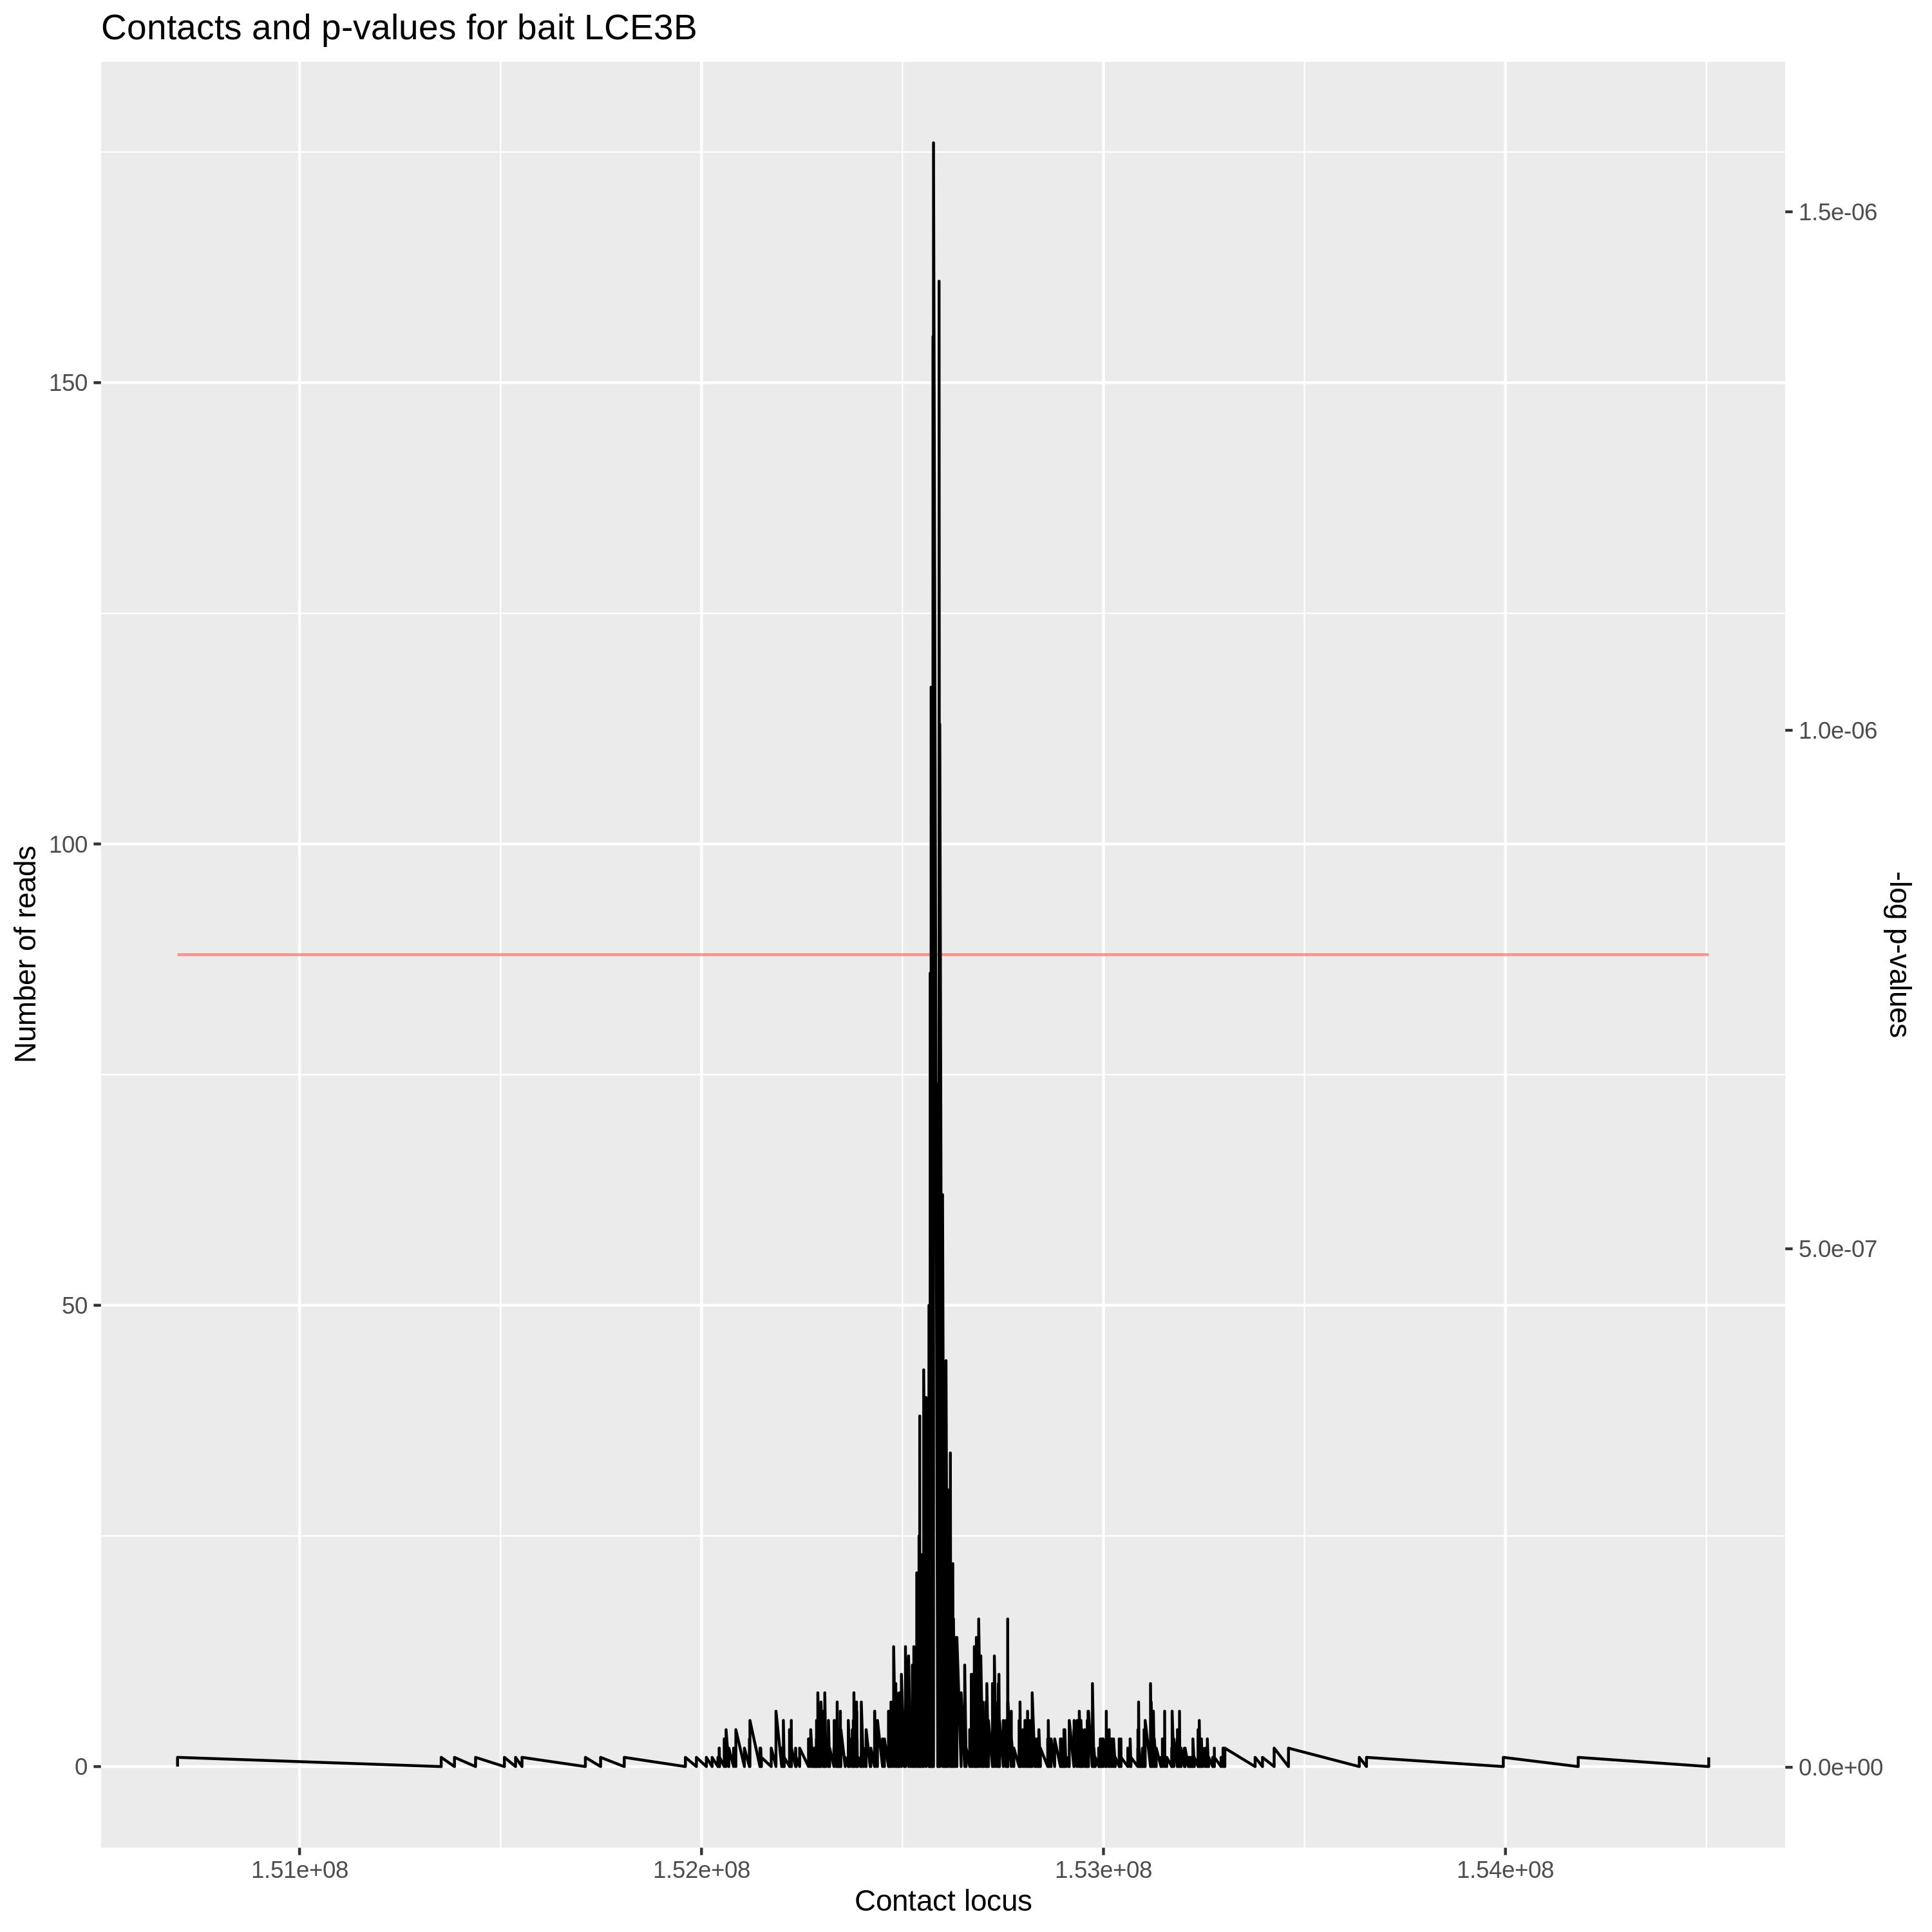 Contacts and p-values for bait LCE3B
Number of reads
150
100
50
0
1.5e-06
1.0e-06
5.0e-07
0.0e+00
-log p-values
1.51e+08
1.52e+08
1.53e+08
1.54e+08
Contact locus